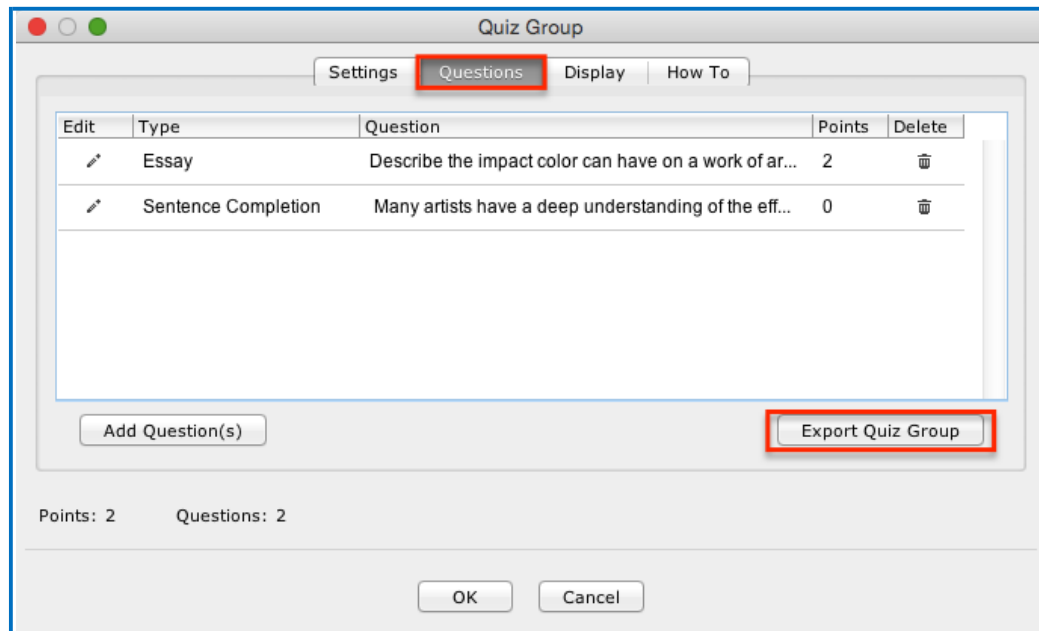 Quiz Group
Settings Questions Display How To
Edit Type Question Points Delete
Essay Describe the impact color can have on a work of ar... 2
Sentence Completion Many artists have a deep understanding of the eff... 0
Add Question(s) Export Quiz Group
Points: 2 Questions: 2
OK Cancel